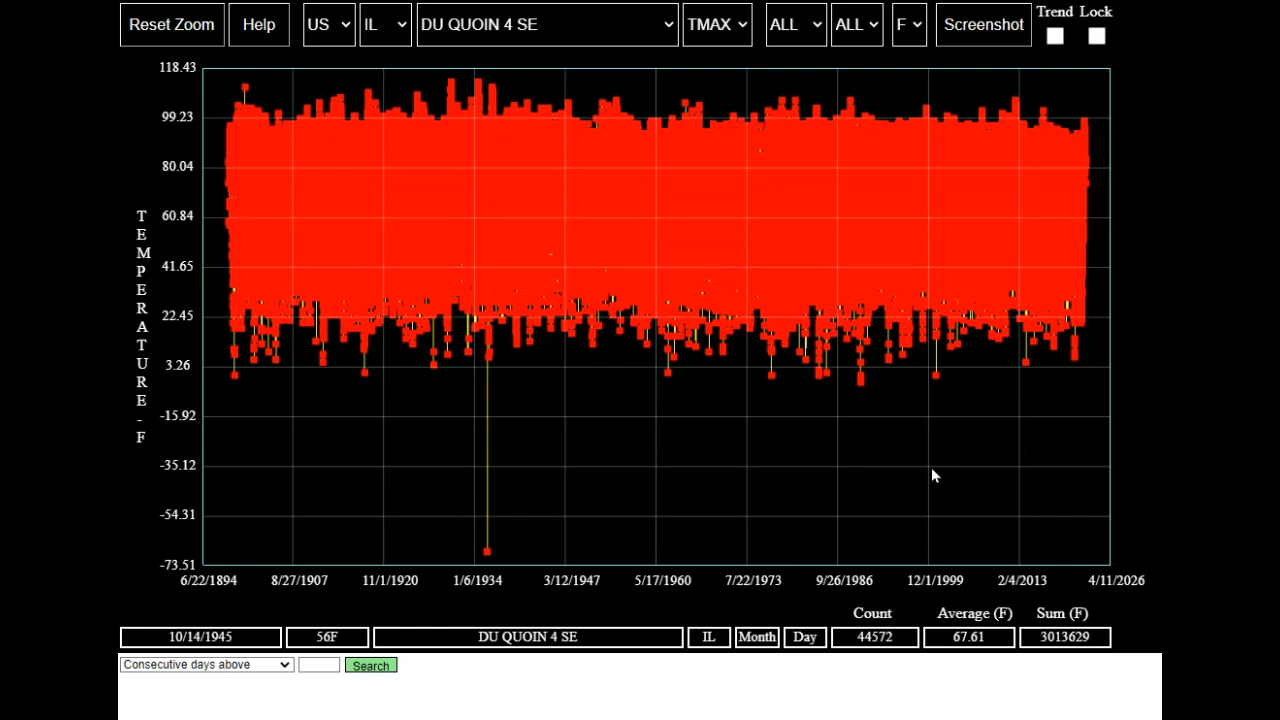 Reset Zoom Help US IL DU QUOIN 4 SE TMAX ALL ALL F Screenshot Trend Lock
118.43
99.23
80.04
60.84
41.65
22.45
3.26
-15.92
-35.12
-54.31
-73.51
TEMPERATURE-F
6/22/1894 8/27/1907 11/1/1920 1/6/1934 3/12/1947 5/17/1960 7/22/1973 9/26/1986 12/1/1999 2/4/2013 4/11/2026
Count Average (F) Sum (F)
10/14/1945 56F DU QUOIN 4 SE IL Month Day 44572 67.61 3013629
Consecutive days above Search